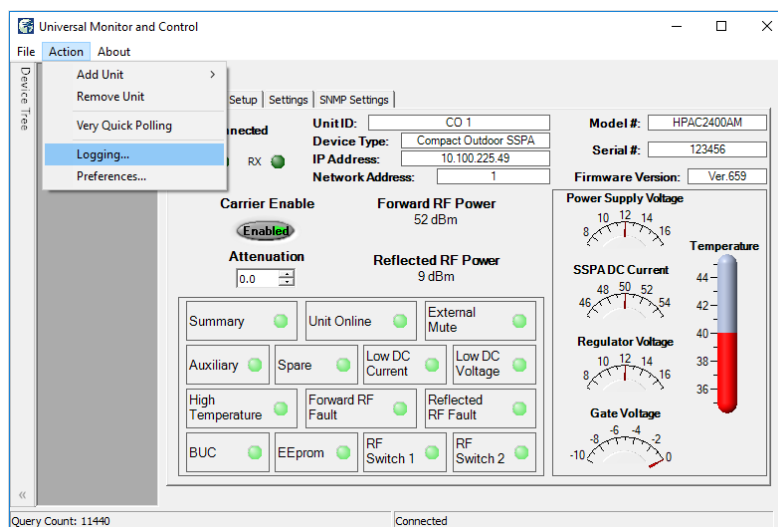 Universal Monitor and Control
File Action About
Device Tree
Add Unit
Remove Unit
Very Quick Polling
Logging...
Preferences...
Setup Settings SNMP Settings
Unit ID: CO 1
Device Type: Compact Outdoor SSPA
IP Address: 10.100.225.49
Network Address: 1
RX
Model #: HPAC2400AM
Serial #: 123456
Firmware Version: Ver.659
Carrier Enable
Enabled
Attenuation
0.0
Forward RF Power
52 dBm
Reflected RF Power
9 dBm
Summary
Unit Online
External
Mute
Auxiliary
Spare
Low DC
Current
Low DC
Voltage
High
Temperature
Forward RF
Fault
Reflected
RF Fault
BUC
EEprom
RF
Switch 1
RF
Switch 2
Power Supply Voltage
8 10 12 14 16
SSPA DC Current
46 48 50 52 54
Regulator Voltage
8 10 12 14 16
Gate Voltage
-10 -8 -6 -4 -2 0
Temperature
44
42
40
38
36
«
Query Count: 11440
Connected